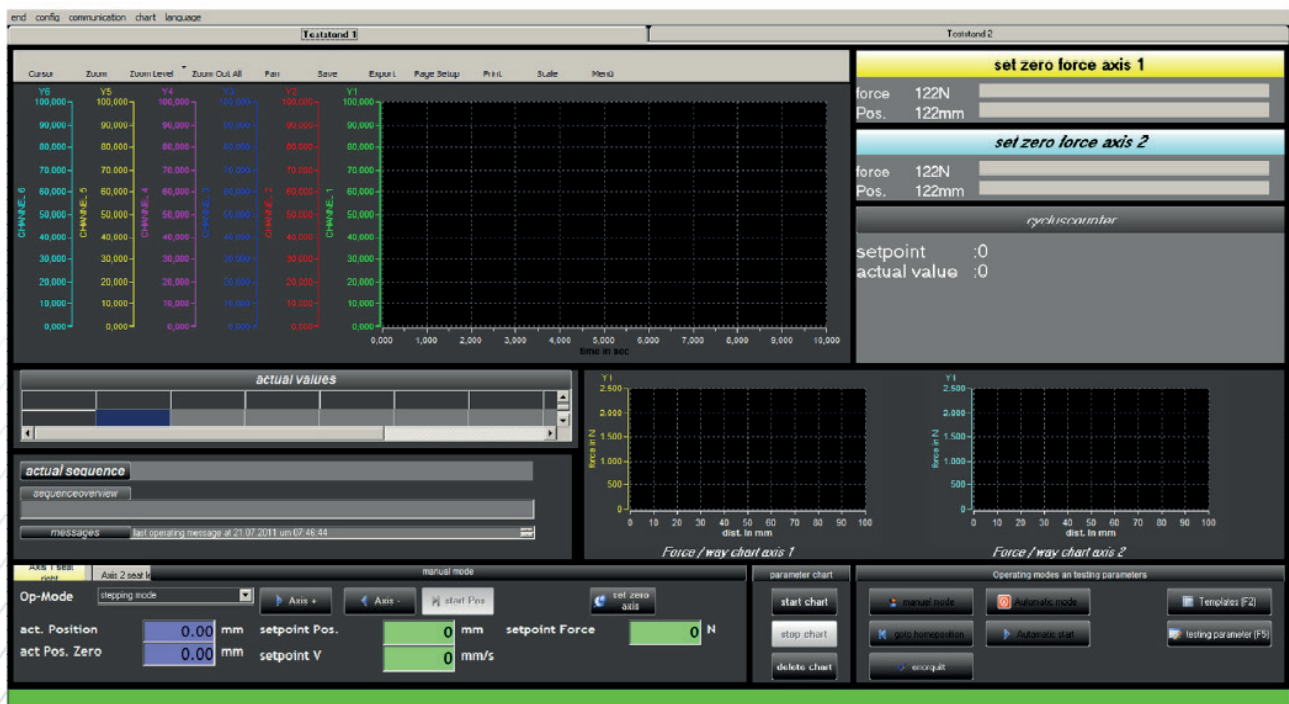 end config communication chart language
Teststand 1
Teststand 2
Cursor Zoom Zoom Level Zoom Out All Pan Save Export Page Setup Print Scale Menü
Y6 Y5 Y4 Y3 Y2 Y1
100,000 100,000 100,000 100,000 100,000 100,000
90,000 90,000 90,000 90,000 90,000 90,000
80,000 80,000 80,000 80,000 80,000 80,000
70,000 70,000 70,000 70,000 70,000 70,000
60,000 60,000 60,000 60,000 60,000 60,000
50,000 50,000 50,000 50,000 50,000 50,000
40,000 40,000 40,000 40,000 40,000 40,000
30,000 30,000 30,000 30,000 30,000 30,000
20,000 20,000 20,000 20,000 20,000 20,000
10,000 10,000 10,000 10,000 10,000 10,000
0,000 0,000 0,000 0,000 0,000 0,000
CHANNEL 6
CHANNEL 5
CHANNEL 4
CHANNEL 3
CHANNEL 2
CHANNEL 1
0,000 1,000 2,000 3,000 4,000 5,000 6,000 7,000 8,000 9,000 10,000
time in sec
set zero force axis 1
force 122N
Pos. 122mm
set zero force axis 2
force 122N
Pos. 122mm
cycluscounter
setpoint :0
actual value :0
actual values
actual sequence
sequenceoverview
messages last operating message at 21.07.2011 um 07:46:44
Y1
2.500
2.000
1.500
1.000
500
0
force in N
0 10 20 30 40 50 60 70 80 90 100
dist. in mm
Force / way chart axis 1
Y1
2.500
2.000
1.500
1.000
500
0
force in N
0 10 20 30 40 50 60 70 80 90 100
dist. in mm
Force / way chart axis 2
Axis 1 seat
right
Axis 2 seat
manual mode
Op-Mode stepping mode Axis + Axis - start Pos
set zero
axis
act. Position 0.00 mm setpoint Pos. 0 mm setpoint Force 0 N
act Pos. Zero 0.00 mm setpoint V 0 mm/s
parameter chart
start chart
stop chart
delete chart
Operating modes an testing parameters
manuel mode Automatic mode Templates (F2)
goto homeposition Automatic start testing parameter (F5)
errorquitt